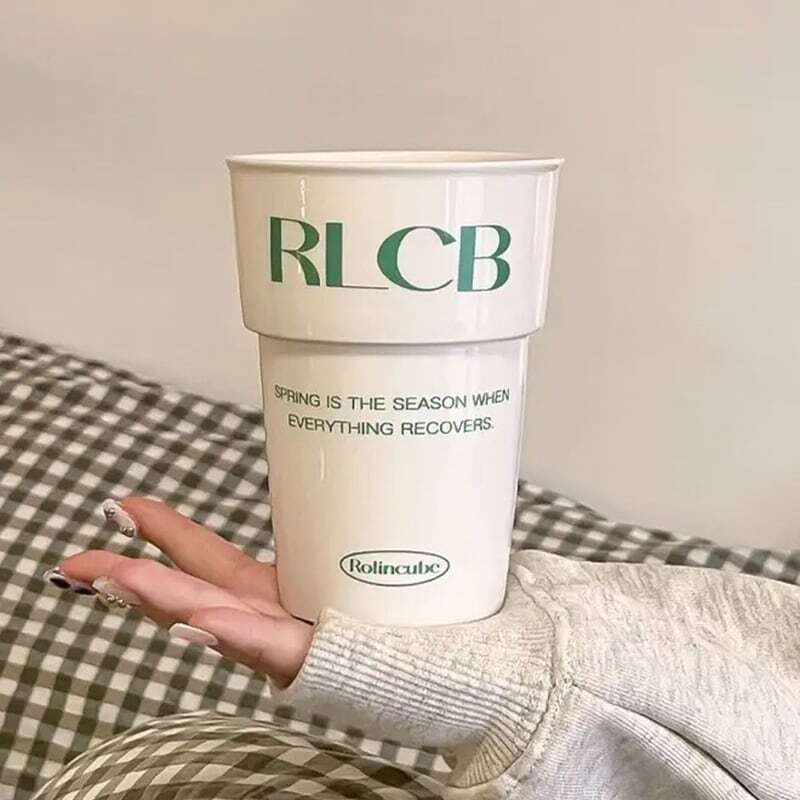 RLCB
SPRING IS THE SEASON WHEN
EVERYTHING RECOVERS.
Rolincube